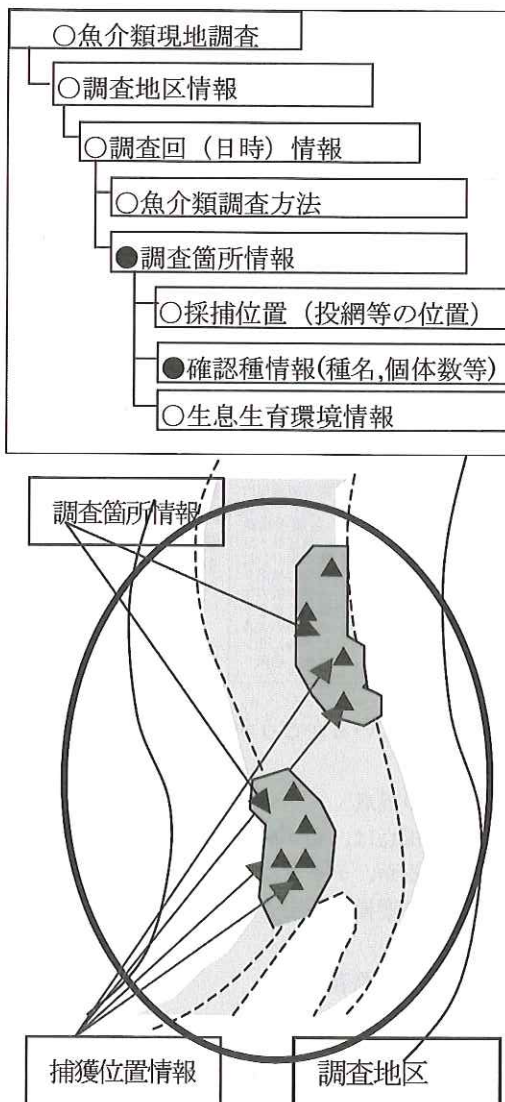 ○魚介類現地調査
○調査地区情報
○調査回（日時）情報
○魚介類調査方法
●調査箇所情報
○採捕位置（投網等の位置）
●確認種情報(種名,個体数等)
○生息生育環境情報
調査箇所情報
捕獲位置情報
調査地区